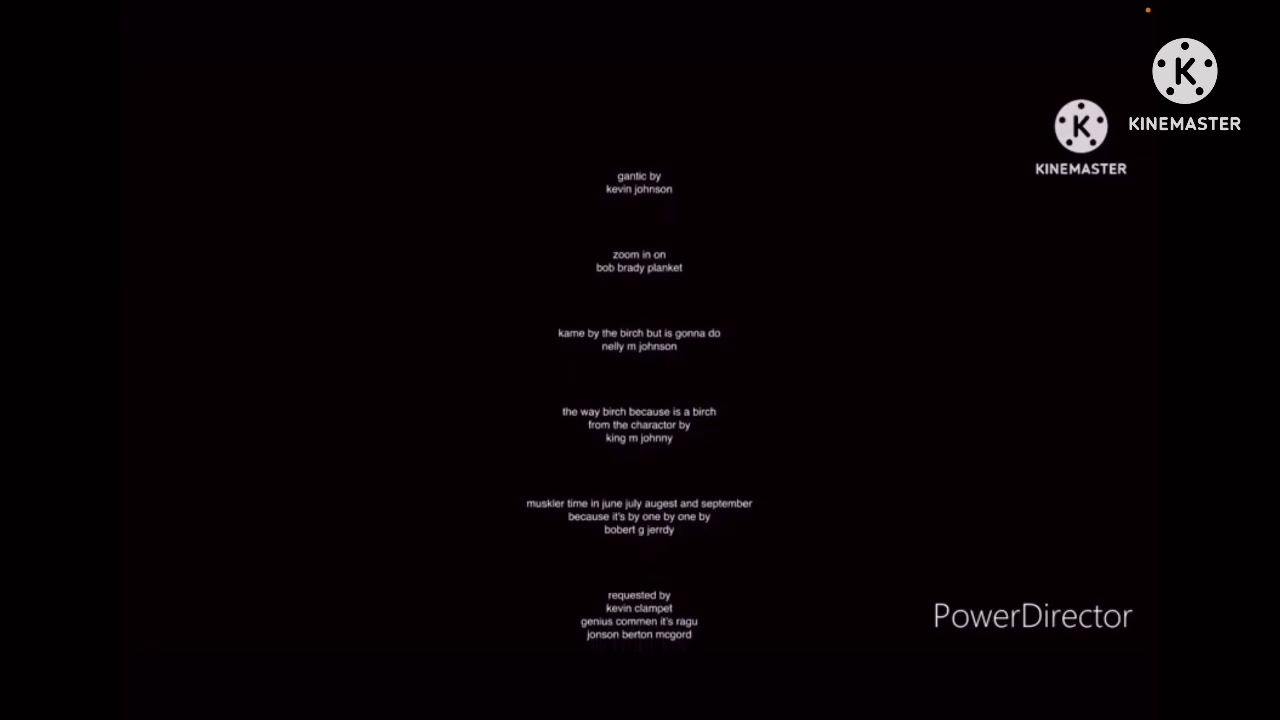 K
KINEMASTER
K
KINEMASTER
gantic by
kevin johnson
zoom in on
bob brady planket
kame by the birch but is gonna do
nelly m johnson
the way birch because is a birch
from the charactor by
king m johnny
muskler time in june july augest and september
because it's by one by one by
bobert g jerrdy
requested by
kevin clampet
genius commen it's ragu
jonson berton mcgord
PowerDirector